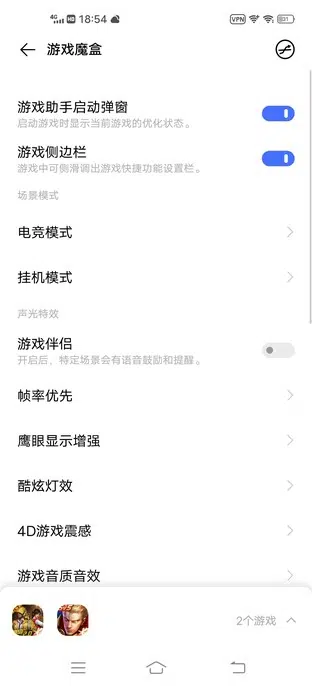 4G HD 18:54 VPN 31
游戏魔盒
游戏助手启动弹窗
启动游戏时显示当前游戏的优化状态。
游戏侧边栏
游戏中可侧滑调出游戏快捷功能设置栏。
场景模式
电竞模式
挂机模式
声光特效
游戏伴侣
开启后，特定场景会有语音鼓励和提醒。
帧率优先
鹰眼显示增强
酷炫灯效
4D游戏震感
游戏音质音效
2个游戏